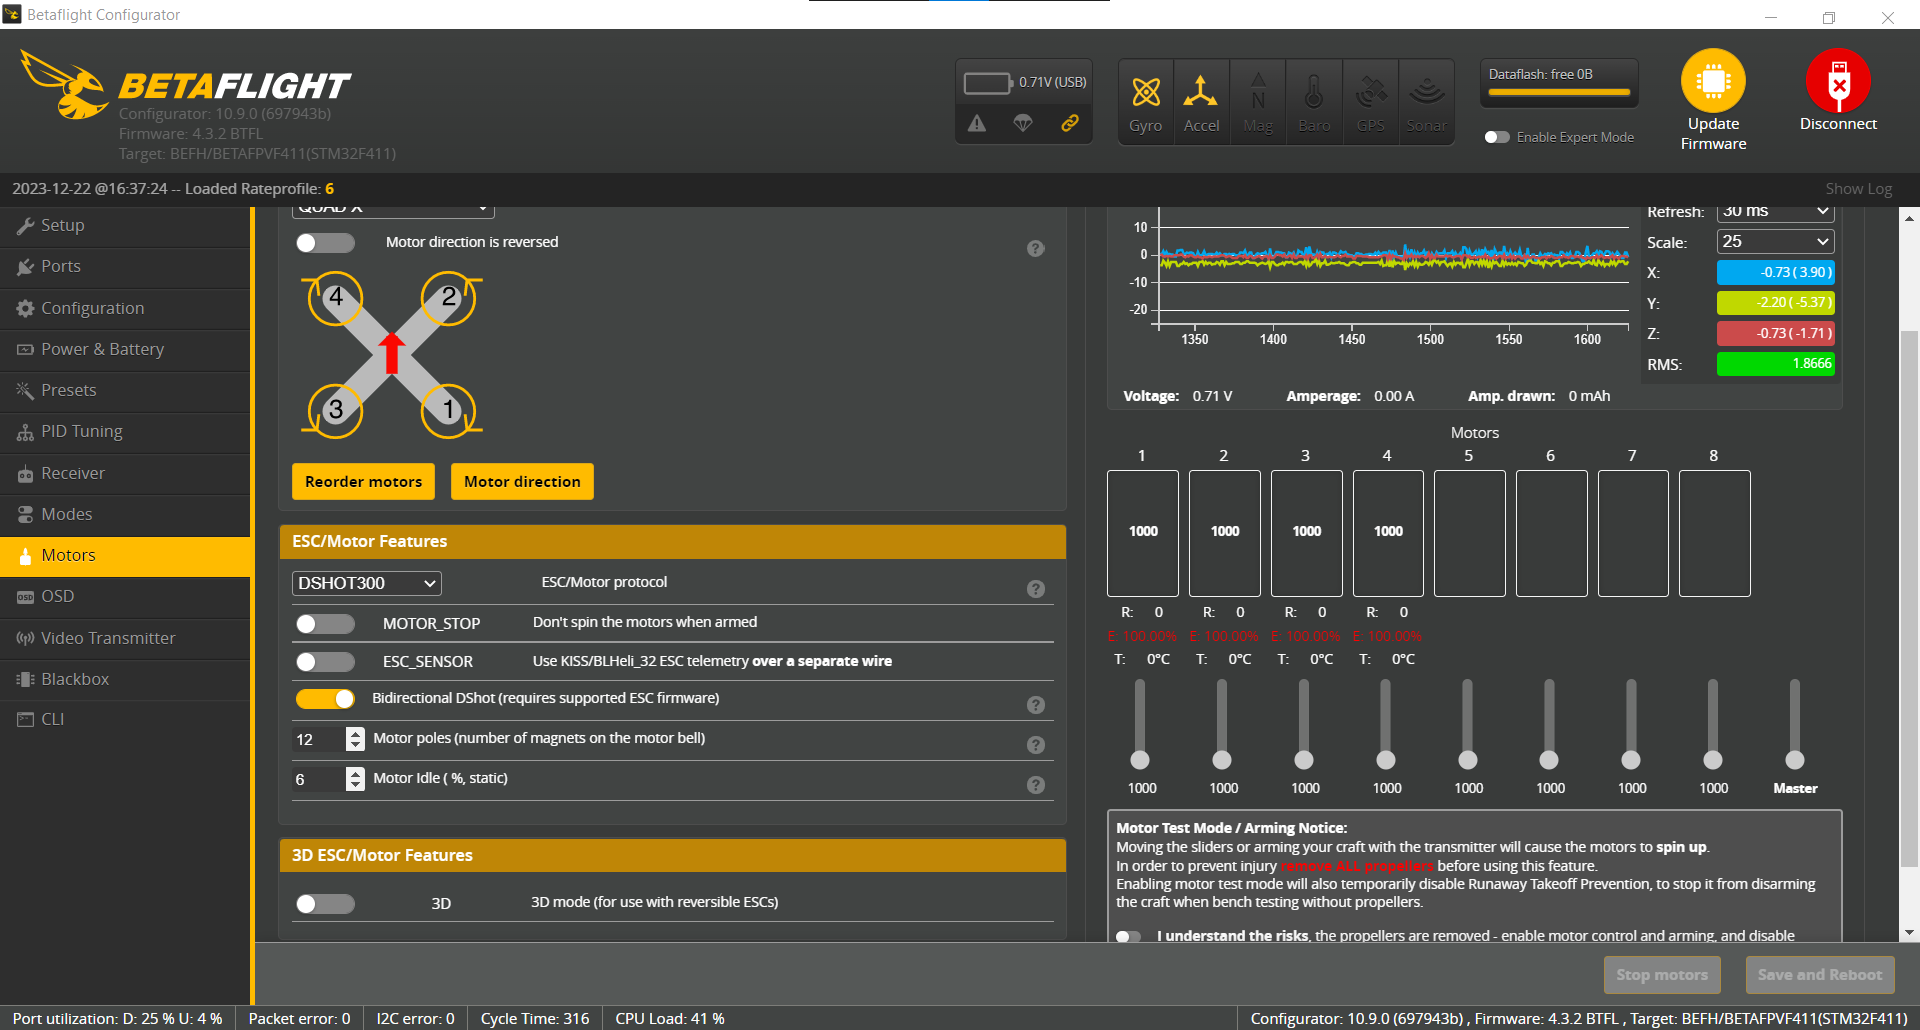 Betaflight Configurator
BETAFLIGHT
Configurator: 10.9.0 (697943b)
Firmware: 4.3.2 BTFL
Target: BEFH/BETAFPVF411(STM32F411)
0.71V (USB)
Gyro
Accel
Mag
Baro
GPS
Sonar
Dataflash: free 0B
Enable Expert Mode
Update
Firmware
Disconnect
2023-12-22 @16:37:24 -- Loaded Rateprofile: 6
Show Log
Setup
Ports
Configuration
Power & Battery
Presets
PID Tuning
Receiver
Modes
Motors
OSD
Video Transmitter
Blackbox
CLI
QUAD X
Motor direction is reversed
4 2
3 1
Reorder motors Motor direction
ESC/Motor Features
DSHOT300 ESC/Motor protocol
MOTOR_STOP Don't spin the motors when armed
ESC_SENSOR Use KISS/BLHeli_32 ESC telemetry over a separate wire
Bidirectional DShot (requires supported ESC firmware)
12 Motor poles (number of magnets on the motor bell)
6 Motor Idle ( %, static)
3D ESC/Motor Features
3D 3D mode (for use with reversible ESCs)
10
0
-10
-20
1350 1400 1450 1500 1550 1600
Refresh: 30 ms
Scale: 25
X: -0.73 ( 3.90 )
Y: -2.20 ( -5.37 )
Z: -0.73 ( -1.71 )
RMS: 1.8666
Voltage: 0.71 V Amperage: 0.00 A Amp. drawn: 0 mAh
Motors
1 2 3 4 5 6 7 8
1000 1000 1000 1000
R: 0 R: 0 R: 0 R: 0
E: 100.00% E: 100.00% E: 100.00% E: 100.00%
T: 0°C T: 0°C T: 0°C T: 0°C
1000 1000 1000 1000 1000 1000 1000 1000 Master
Motor Test Mode / Arming Notice:
Moving the sliders or arming your craft with the transmitter will cause the motors to spin up.
In order to prevent injury remove ALL propellers before using this feature.
Enabling motor test mode will also temporarily disable Runaway Takeoff Prevention, to stop it from disarming
the craft when bench testing without propellers.
I understand the risks, the propellers are removed - enable motor control and arming, and disable
Stop motors Save and Reboot
Port utilization: D: 25 % U: 4 % Packet error: 0 I2C error: 0 Cycle Time: 316 CPU Load: 41 % Configurator: 10.9.0 (697943b) , Firmware: 4.3.2 BTFL , Target: BEFH/BETAFPVF411(STM32F411)